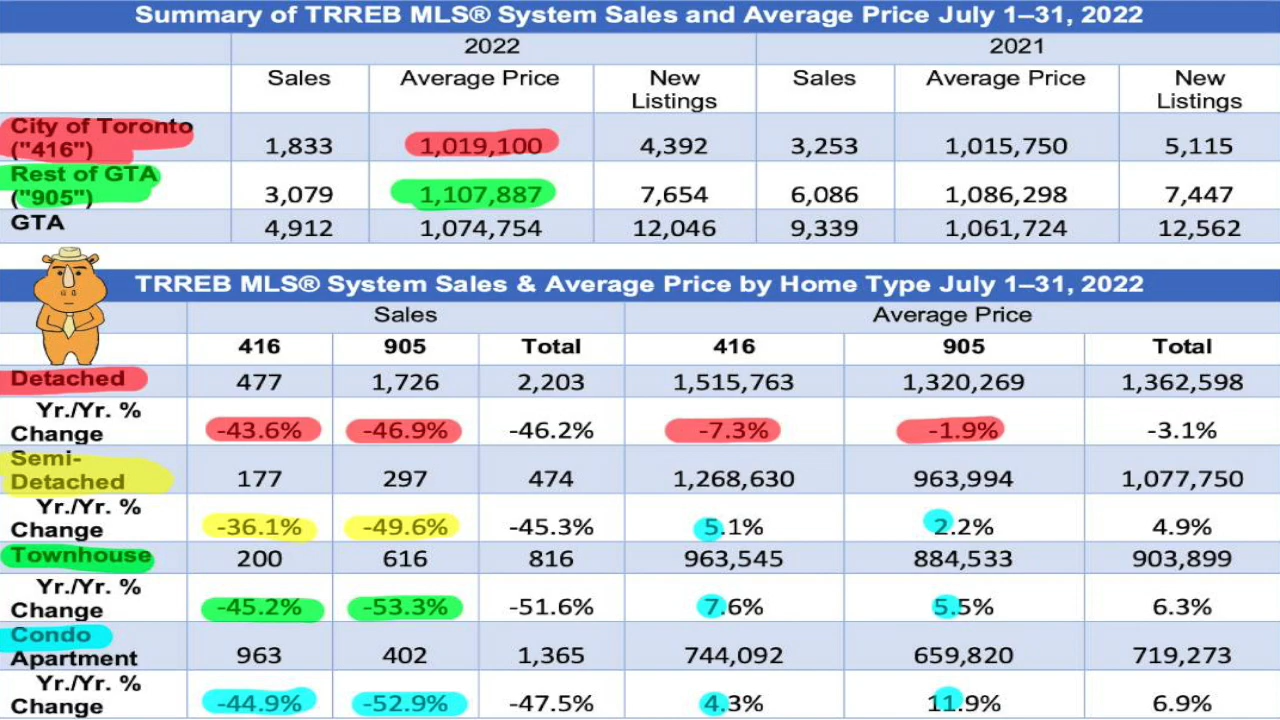 Summary of TRREB MLS® System Sales and Average Price July 1–31, 2022
2022 2021
Sales Average Price New Listings Sales Average Price New Listings
City of Toronto ("416") 1,833 1,019,100 4,392 3,253 1,015,750 5,115
Rest of GTA ("905") 3,079 1,107,887 7,654 6,086 1,086,298 7,447
GTA 4,912 1,074,754 12,046 9,339 1,061,724 12,562
TRREB MLS® System Sales & Average Price by Home Type July 1–31, 2022
Sales Average Price
416 905 Total 416 905 Total
Detached 477 1,726 2,203 1,515,763 1,320,269 1,362,598
Yr./Yr. % Change -43.6% -46.9% -46.2% -7.3% -1.9% -3.1%
Semi-Detached 177 297 474 1,268,630 963,994 1,077,750
Yr./Yr. % Change -36.1% -49.6% -45.3% 5.1% 2.2% 4.9%
Townhouse 200 616 816 963,545 884,533 903,899
Yr./Yr. % Change -45.2% -53.3% -51.6% 7.6% 5.5% 6.3%
Condo Apartment 963 402 1,365 744,092 659,820 719,273
Yr./Yr. % Change -44.9% -52.9% -47.5% 4.3% 11.9% 6.9%